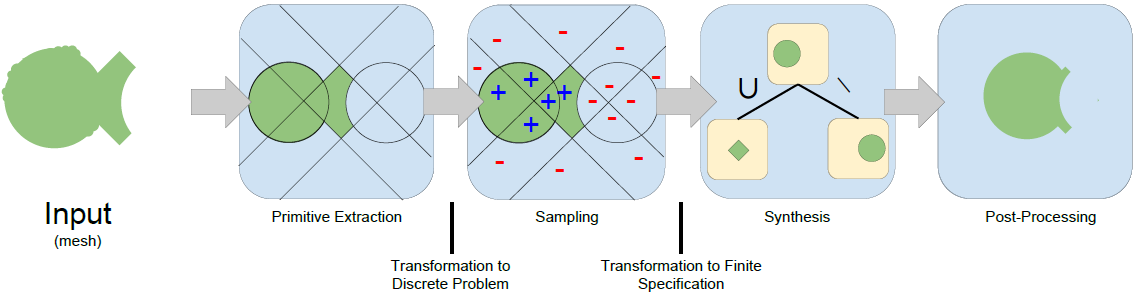 Input
(mesh)
Primitive Extraction
Sampling
Synthesis
Post-Processing
Transformation to
Discrete Problem
Transformation to Finite
Specification
∪
\